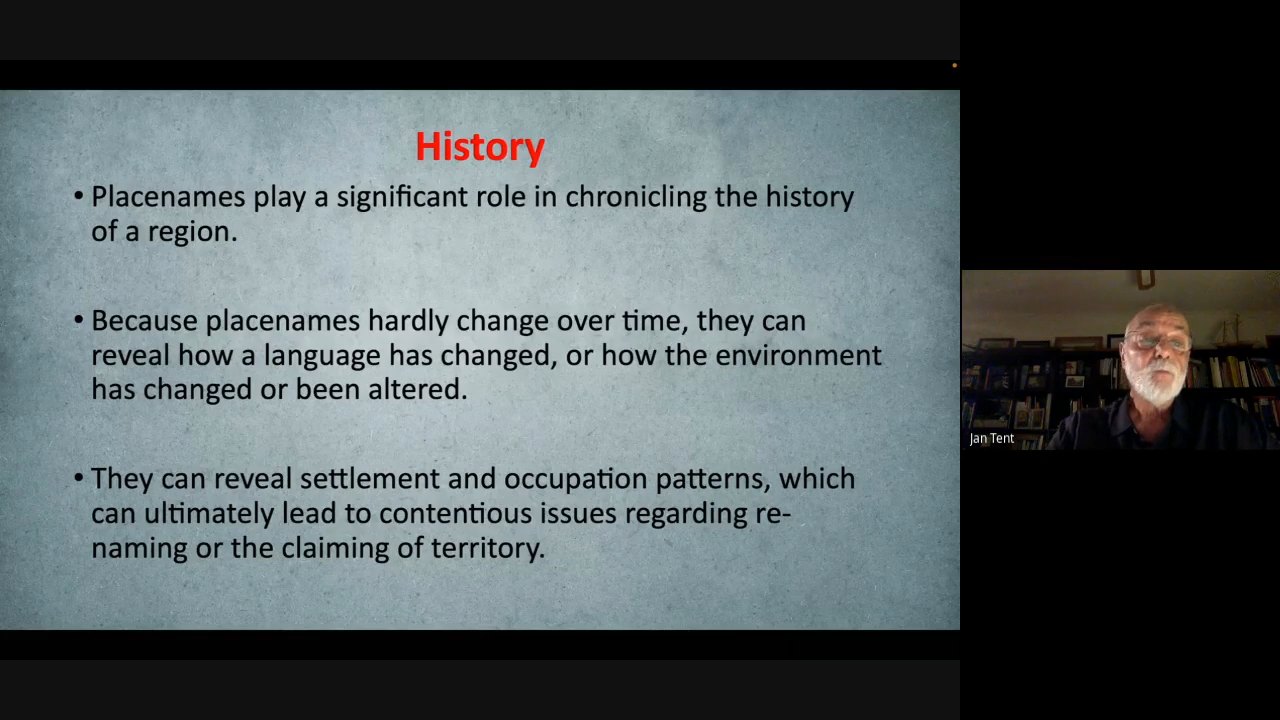 History
• Placenames play a significant role in chronicling the history
of a region.
• Because placenames hardly change over time, they can
reveal how a language has changed, or how the environment
has changed or been altered.
• They can reveal settlement and occupation patterns, which
can ultimately lead to contentious issues regarding re-
naming or the claiming of territory.
Jan Tent